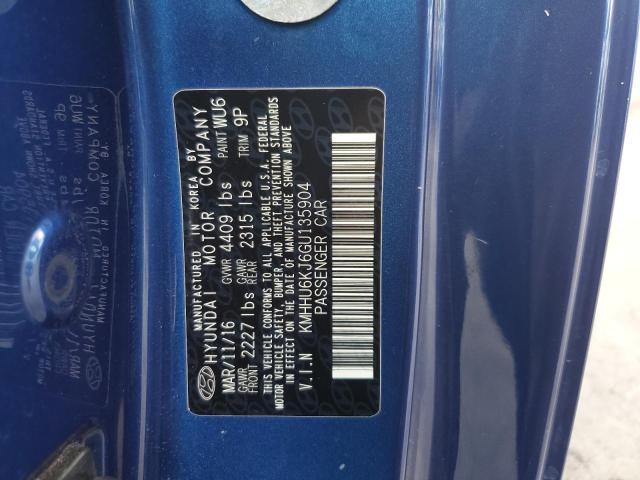 MANUFACTURED IN KOREA BY
HYUNDAI MOTOR COMPANY
MAR/11/16 GVWR 4409 lbs PAINT WU6
GAWR FRONT 2227 lbs GAWR REAR 2315 lbs TRIM 9P
THIS VEHICLE CONFORMS TO ALL APPLICABLE U.S.A. FEDERAL
MOTOR VEHICLE SAFETY, BUMPER, AND THEFT PREVENTION STANDARDS
IN EFFECT ON THE DATE OF MANUFACTURE SHOWN ABOVE
V.I.N KMHHU6KJ6GU135904
PASSENGER CAR